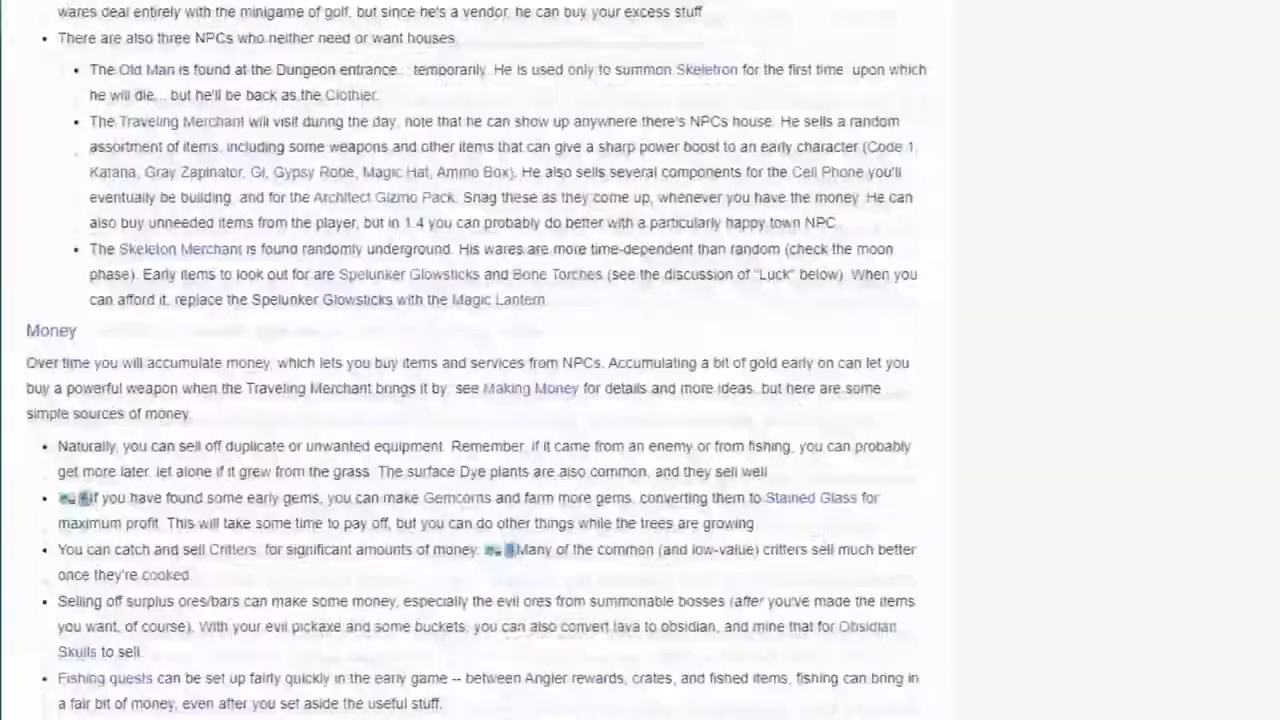 wares deal entirely with the minigame of golf, but since he's a vendor, he can buy your excess stuff
There are also three NPCs who neither need or want houses.
The Old Man is found at the Dungeon entrance... temporarily. He is used only to summon Skeletron for the first time, upon which
he will die... but he'll be back as the Clothier.
The Traveling Merchant will visit during the day, note that he can show up anywhere there's NPCs house. He sells a random
assortment of items, including some weapons and other items that can give a sharp power boost to an early character (Code 1,
Katana, Gray Zapinator, Gi, Gypsy Robe, Magic Hat, Ammo Box). He also sells several components for the Cell Phone you'll
eventually be building, and for the Architect Gizmo Pack. Snag these as they come up, whenever you have the money. He can
also buy unneeded items from the player, but in 1.4 you can probably do better with a particularly happy town NPC.
The Skeleton Merchant is found randomly underground. His wares are more time-dependent than random (check the moon
phase). Early items to look out for are Spelunker Glowsticks and Bone Torches (see the discussion of "Luck" below). When you
can afford it, replace the Spelunker Glowsticks with the Magic Lantern.
Money
Over time you will accumulate money, which lets you buy items and services from NPCs. Accumulating a bit of gold early on can let you
buy a powerful weapon when the Traveling Merchant brings it by. see Making Money for details and more ideas, but here are some
simple sources of money.
Naturally, you can sell off duplicate or unwanted equipment. Remember, if it came from an enemy or from fishing, you can probably
get more later, let alone if it grew from the grass. The surface Dye plants are also common, and they sell well.
If you have found some early gems, you can make Gemcorns and farm more gems, converting them to Stained Glass for
maximum profit. This will take some time to pay off, but you can do other things while the trees are growing.
You can catch and sell Critters, for significant amounts of money. Many of the common (and low-value) critters sell much better
once they're cooked.
Selling off surplus ores/bars can make some money, especially the evil ores from summonable bosses (after you've made the items
you want, of course). With your evil pickaxe and some buckets, you can also convert lava to obsidian, and mine that for Obsidian
Skulls to sell.
Fishing quests can be set up fairly quickly in the early game -- between Angler rewards, crates, and fished items, fishing can bring in
a fair bit of money, even after you set aside the useful stuff.